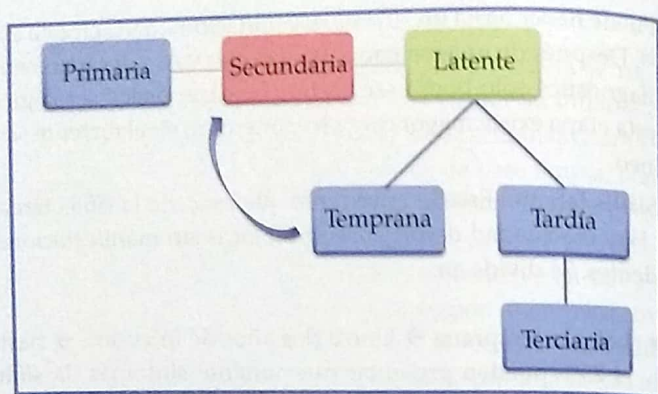 Primaria
Secundaria
Latente
Temprana
Tardía
Terciaria